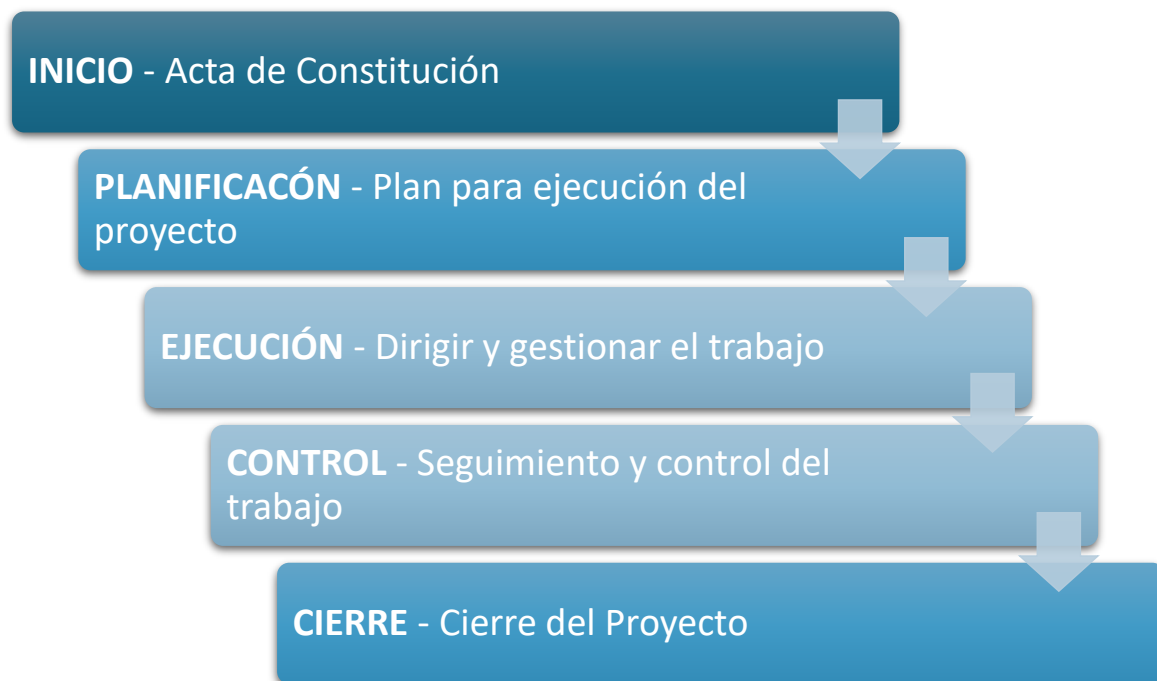 INICIO - Acta de Constitución
PLANIFICACÓN - Plan para ejecución del
proyecto
EJECUCIÓN - Dirigir y gestionar el trabajo
CONTROL - Seguimiento y control del
trabajo
CIERRE - Cierre del Proyecto